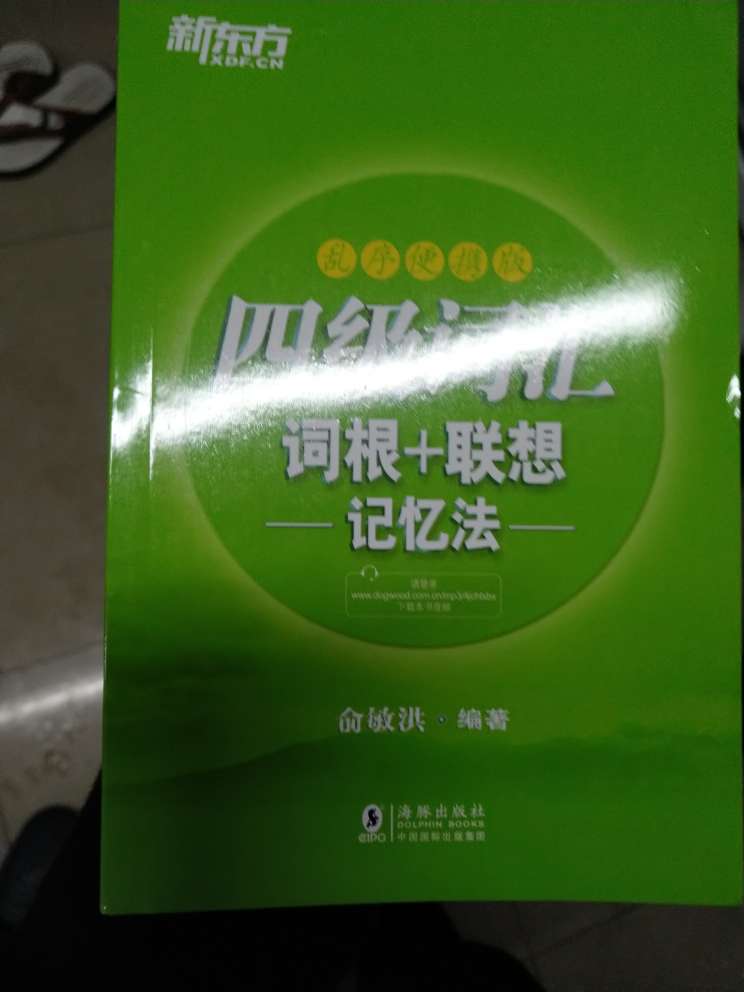 新东方
XDF.CN
乱序便携版
四级词汇
词根+联想
记忆法
请登录
下载本书音频
俞敏洪·编著
海豚出版社
DOLPHIN BOOKS
CIPG
中国国际出版集团